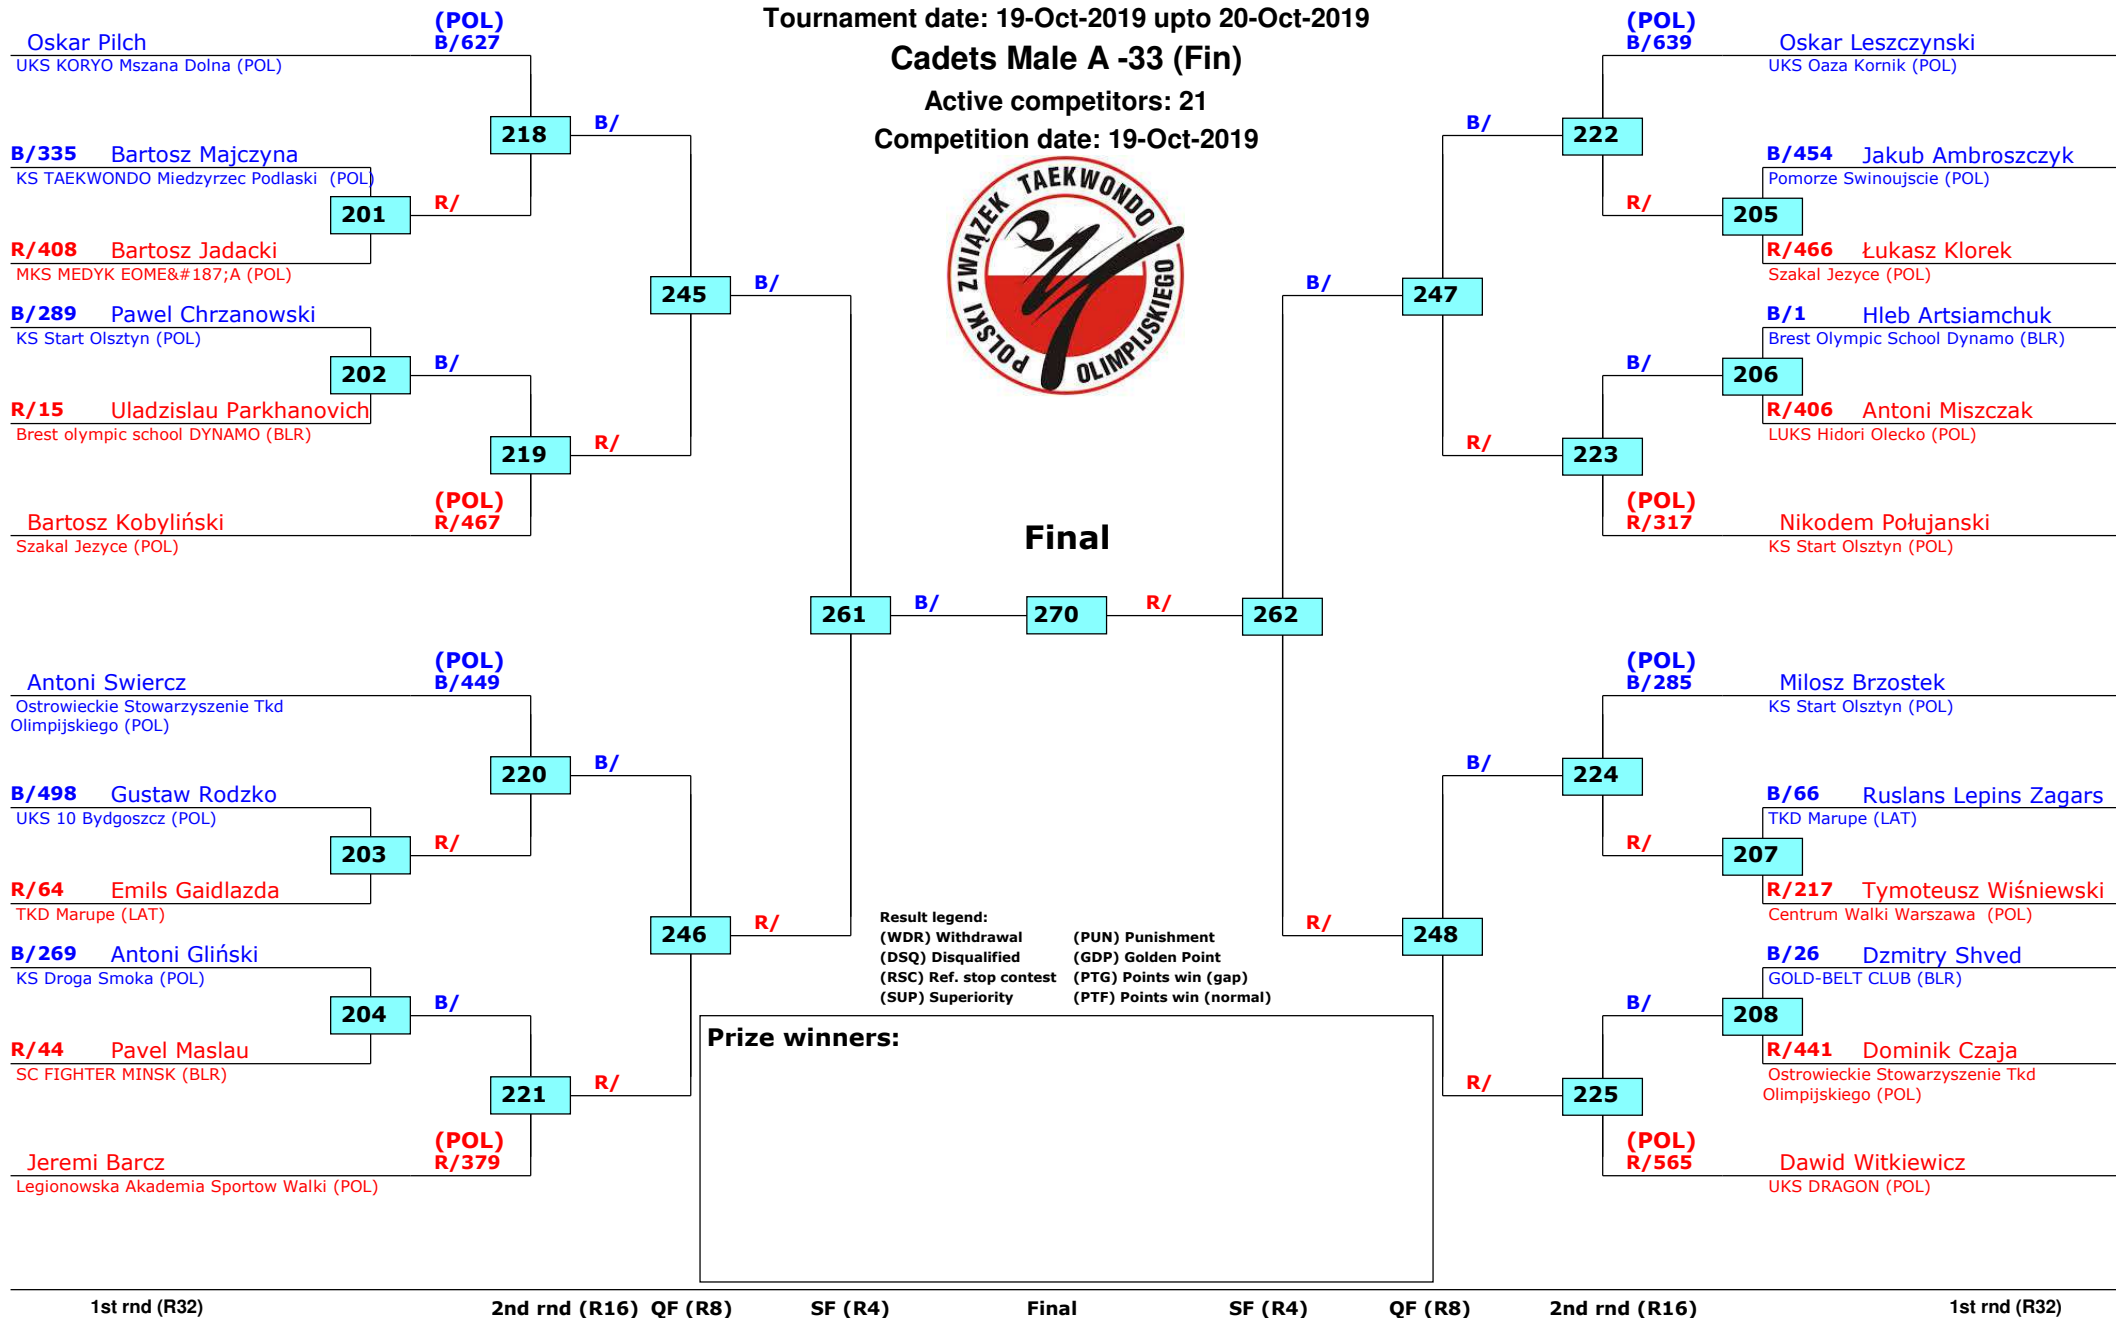 Tournament date: 19-Oct-2019 upto 20-Oct-2019
Cadets Male A -33 (Fin)
Active competitors: 21
Competition date: 19-Oct-2019
POLSKI ZWIĄZEK TAEKWONDO OLIMPIJSKIEGO
(POL)
Oskar Pilch B/627
UKS KORYO Mszana Dolna (POL)
218 B/
B/335 Bartosz Majczyna
KS TAEKWONDO Miedzyrzec Podlaski (POL)
201 R/
R/408 Bartosz Jadacki
MKS MEDYK EOME&#187;A (POL)
245 B/
B/289 Pawel Chrzanowski
KS Start Olsztyn (POL)
202 B/
R/15 Uladzislau Parkhanovich
Brest olympic school DYNAMO (BLR)
219 R/
(POL)
Bartosz Kobyliński R/467
Szakal Jezyce (POL)
Final
261 B/ 270 R/ 262
(POL)
Antoni Swiercz B/449
Ostrowieckie Stowarzyszenie Tkd
Olimpijskiego (POL)
220 B/
B/498 Gustaw Rodzko
UKS 10 Bydgoszcz (POL)
203 R/
R/64 Emils Gaidlazda
TKD Marupe (LAT)
246 R/
B/269 Antoni Gliński
KS Droga Smoka (POL)
204 B/
R/44 Pavel Maslau
SC FIGHTER MINSK (BLR)
221 R/
(POL)
Jeremi Barcz R/379
Legionowska Akademia Sportow Walki (POL)
(POL)
B/639 Oskar Leszczynski
UKS Oaza Kornik (POL)
B/ 222
B/454 Jakub Ambroszczyk
Pomorze Swinoujscie (POL)
R/ 205
R/466 Łukasz Klorek
Szakal Jezyce (POL)
B/ 247
B/1 Hleb Artsiamchuk
Brest Olympic School Dynamo (BLR)
B/ 206
R/406 Antoni Miszczak
LUKS Hidori Olecko (POL)
R/ 223
(POL)
R/317 Nikodem Połujanski
KS Start Olsztyn (POL)
(POL)
B/285 Milosz Brzostek
KS Start Olsztyn (POL)
B/ 224
B/66 Ruslans Lepins Zagars
TKD Marupe (LAT)
R/ 207
R/217 Tymoteusz Wiśniewski
Centrum Walki Warszawa (POL)
R/ 248
B/26 Dzmitry Shved
GOLD-BELT CLUB (BLR)
B/ 208
R/441 Dominik Czaja
Ostrowieckie Stowarzyszenie Tkd
Olimpijskiego (POL)
R/ 225
(POL)
R/565 Dawid Witkiewicz
UKS DRAGON (POL)
Result legend:
(WDR) Withdrawal (PUN) Punishment
(DSQ) Disqualified (GDP) Golden Point
(RSC) Ref. stop contest (PTG) Points win (gap)
(SUP) Superiority (PTF) Points win (normal)
Prize winners:
1st rnd (R32) 2nd rnd (R16) QF (R8) SF (R4) Final SF (R4) QF (R8) 2nd rnd (R16) 1st rnd (R32)